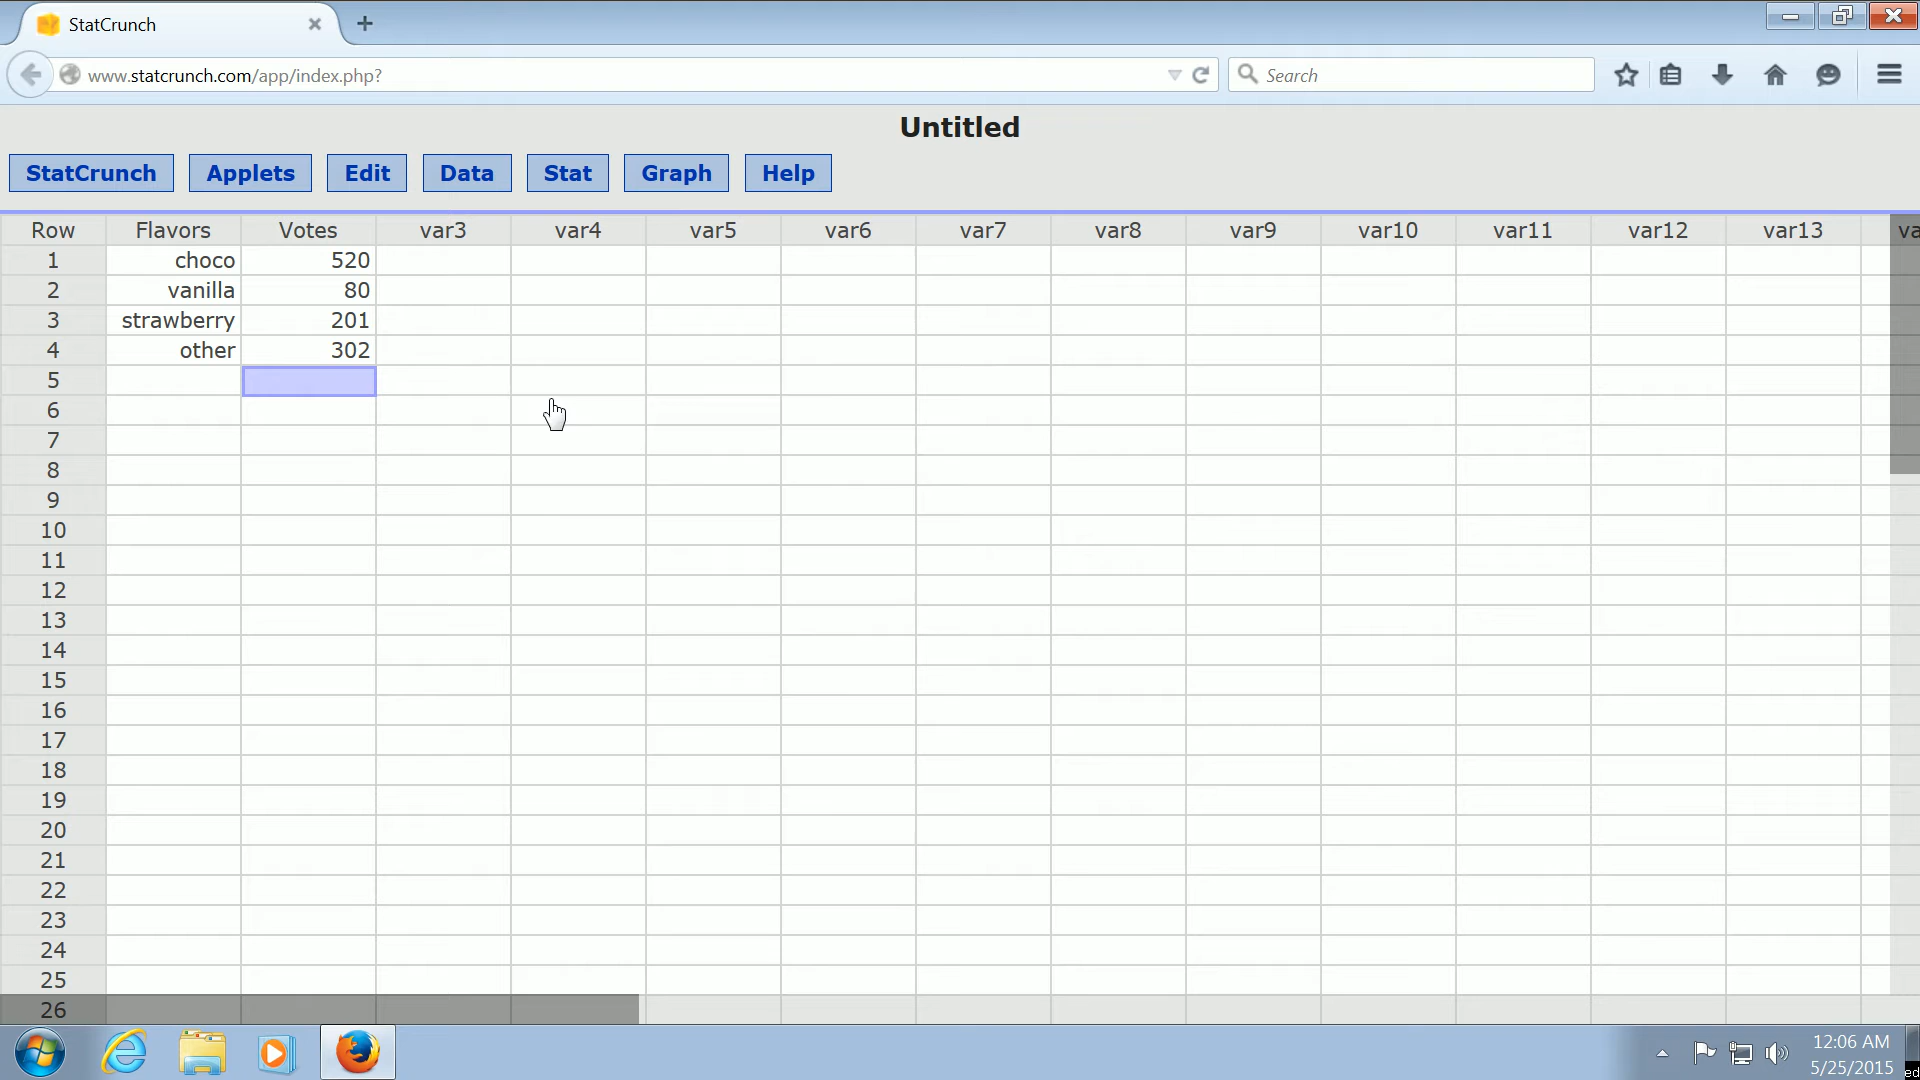 StatCrunch
www.statcrunch.com/app/index.php?
Search
Untitled
StatCrunch Applets Edit Data Stat Graph Help
Row Flavors Votes var3 var4 var5 var6 var7 var8 var9 var10 var11 var12 var13 va
1 choco 520
2 vanilla 80
3 strawberry 201
4 other 302
5
6
7
8
9
10
11
12
13
14
15
16
17
18
19
20
21
22
23
24
25
26
12:06 AM
5/25/2015
ed